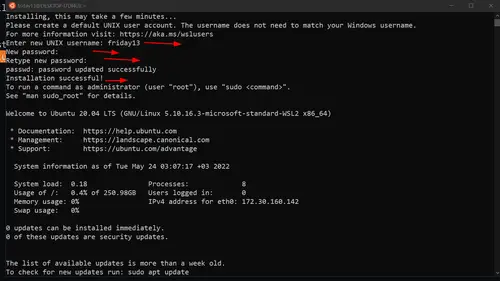 Installing, this may take a few minutes...
Please create a default UNIX user account. The username does not need to match your Windows username.
For more information visit: https://aka.ms/wslusers
Enter new UNIX username: friday13
New password:
Retype new password:
passwd: password updated successfully
Installation successful!
To run a command as administrator (user "root"), use "sudo <command>".
See "man sudo_root" for details.
Welcome to Ubuntu 20.04 LTS (GNU/Linux 5.10.16.3-microsoft-standard-WSL2 x86_64)
* Documentation: https://help.ubuntu.com
* Management: https://landscape.canonical.com
* Support: https://ubuntu.com/advantage
System information as of Tue May 24 03:07:17 +03 2022
System load: 0.18 Processes: 8
Usage of /: 0.4% of 250.98GB Users logged in: 0
Memory usage: 0% IPv4 address for eth0: 172.30.160.142
Swap usage: 0%
0 updates can be installed immediately.
0 of these updates are security updates.
The list of available updates is more than a week old.
To check for new updates run: sudo apt update